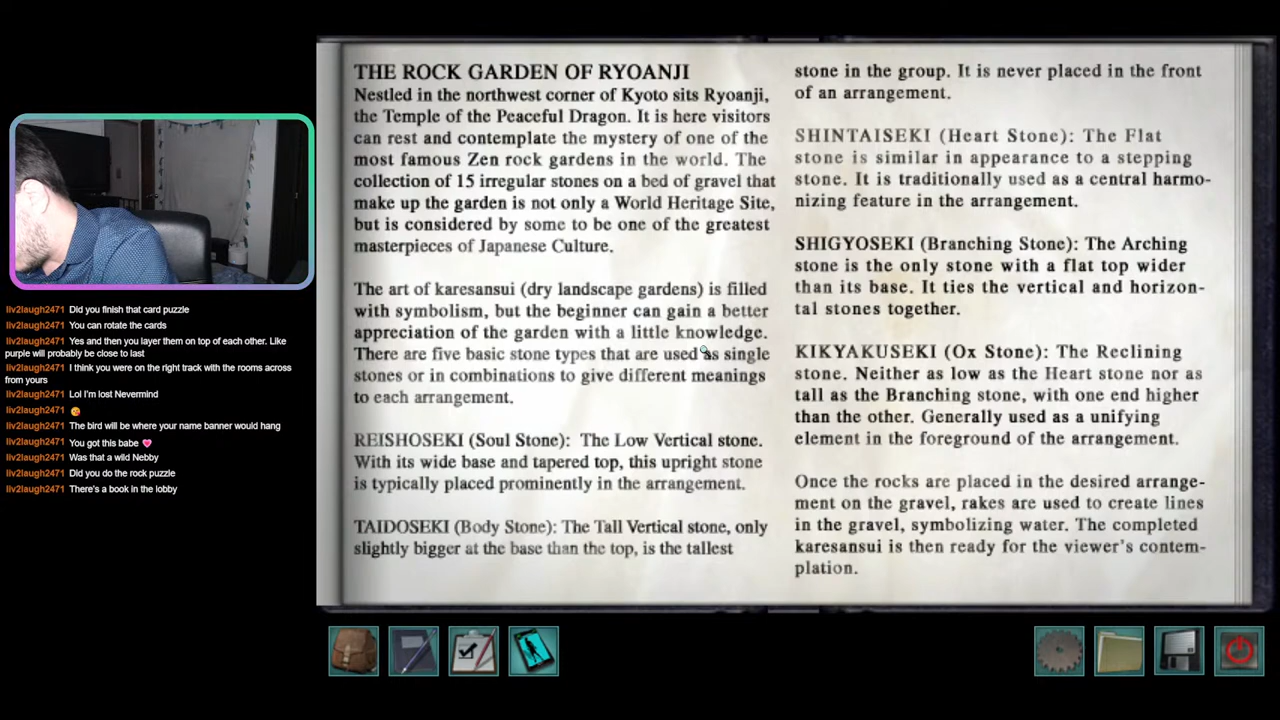 THE ROCK GARDEN OF RYOANJI
Nestled in the northwest corner of Kyoto sits Ryoanji,
the Temple of the Peaceful Dragon. It is here visitors
can rest and contemplate the mystery of one of the
most famous Zen rock gardens in the world. The
collection of 15 irregular stones on a bed of gravel that
make up the garden is not only a World Heritage Site,
but is considered by some to be one of the greatest
masterpieces of Japanese Culture.
The art of karesansui (dry landscape gardens) is filled
with symbolism, but the beginner can gain a better
appreciation of the garden with a little knowledge.
There are five basic stone types that are used as single
stones or in combinations to give different meanings
to each arrangement.
REISHOSEKI (Soul Stone): The Low Vertical stone.
With its wide base and tapered top, this upright stone
is typically placed prominently in the arrangement.
TAIDOSEKI (Body Stone): The Tall Vertical stone, only
slightly bigger at the base than the top, is the tallest
stone in the group. It is never placed in the front
of an arrangement.
SHINTAISEKI (Heart Stone): The Flat
stone is similar in appearance to a stepping
stone. It is traditionally used as a central harmo-
nizing feature in the arrangement.
SHIGYOSEKI (Branching Stone): The Arching
stone is the only stone with a flat top wider
than its base. It ties the vertical and horizon-
tal stones together.
KIKYAKUSEKI (Ox Stone): The Reclining
stone. Neither as low as the Heart stone nor as
tall as the Branching stone, with one end higher
than the other. Generally used as a unifying
element in the foreground of the arrangement.
Once the rocks are placed in the desired arrange-
ment on the gravel, rakes are used to create lines
in the gravel, symbolizing water. The completed
karesansui is then ready for the viewer's contem-
plation.
liv2laugh2471 Did you finish that card puzzle
liv2laugh2471 You can rotate the cards
liv2laugh2471 Yes and then you layer them on top of each other. Like
purple will probably be close to last
liv2laugh2471 I think you were on the right track with the rooms across
from yours
liv2laugh2471 Lol I'm lost Nevermind
liv2laugh2471
liv2laugh2471 The bird will be where your name banner would hang
liv2laugh2471 You got this babe
liv2laugh2471 Was that a wild Nebby
liv2laugh2471 Did you do the rock puzzle
liv2laugh2471 There's a book in the lobby